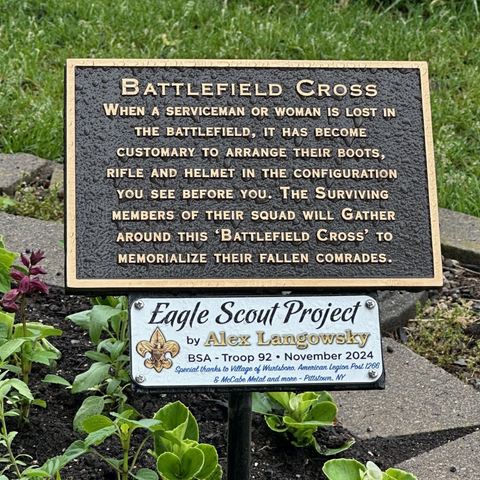 BATTLEFIELD CROSS
WHEN A SERVICEMAN OR WOMAN IS LOST IN
THE BATTLEFIELD, IT HAS BECOME
CUSTOMARY TO ARRANGE THEIR BOOTS,
RIFLE AND HELMET IN THE CONFIGURATION
YOU SEE BEFORE YOU. THE SURVIVING
MEMBERS OF THEIR SQUAD WILL GATHER
AROUND THIS 'BATTLEFIELD CROSS' TO
MEMORIALIZE THEIR FALLEN COMRADES.
Eagle Scout Project
by Alex Langowsky
BSA - Troop 92 • November 2024
Special thanks to Village of Wurtsboro, American Legion Post 1266
& McCabe Metal and more - Pittstown, NY